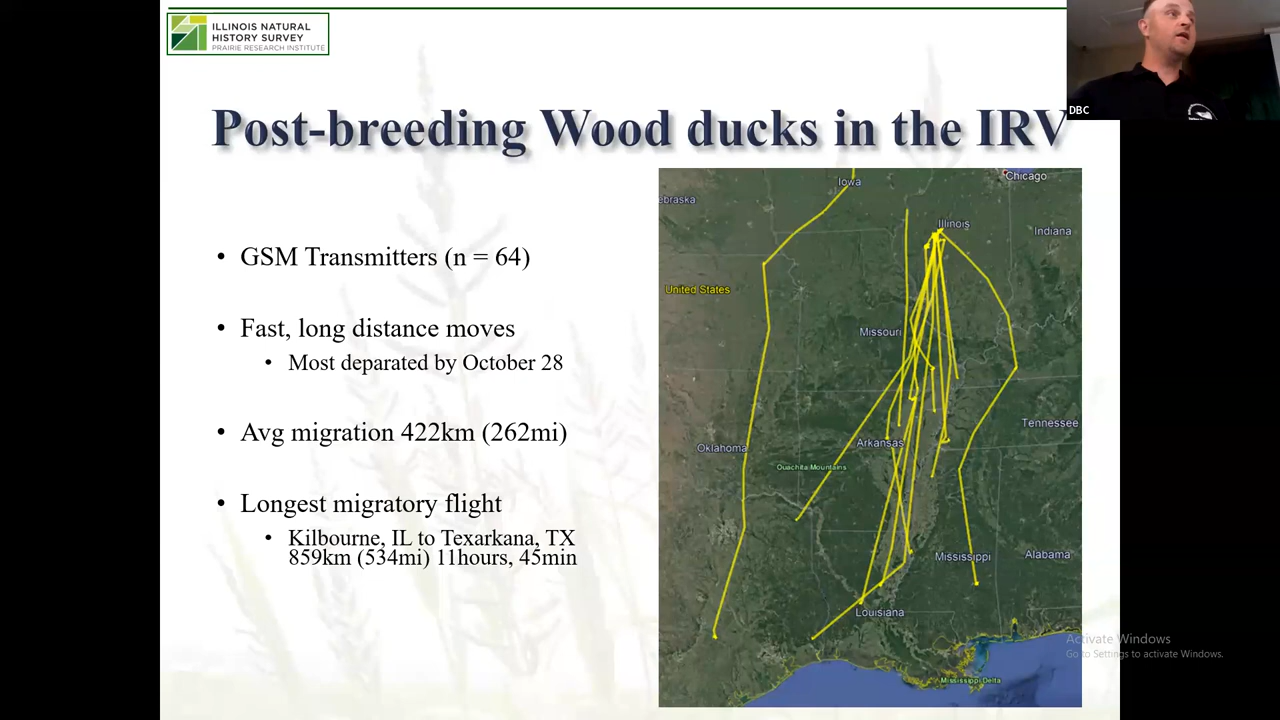 ILLINOIS NATURAL
HISTORY SURVEY
PRAIRIE RESEARCH INSTITUTE
DBC
Post-breeding Wood ducks in the IRV
• GSM Transmitters (n = 64)
• Fast, long distance moves
• Most deparated by October 28
• Avg migration 422km (262mi)
• Longest migratory flight
• Kilbourne, IL to Texarkana, TX
859km (534mi) 11hours, 45min
Iowa
Chicago
ebraska
Illinois
Indiana
United States
Missouri
Tennessee
Oklahoma
Arkansas
Ouachita Mountains
Mississippi
Alabama
Louisiana
Mississippi Delta
Activate Windows
Go to Settings to activate Windows.